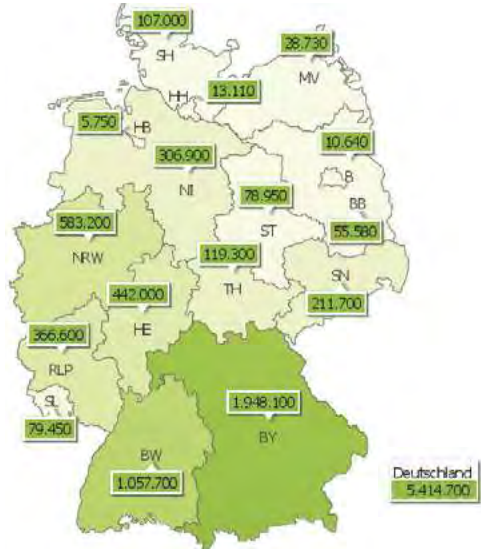 107.000
SH
28.730
MV
HH
13.110
5.750
HB
306.900
NI
10.640
B
BB
78.950
ST
55.580
583.200
NRW
119.300
TH
SN
211.700
442.000
HE
366.600
RLP
SL
79.450
1.948.100
BY
BW
1.057.700
Deutschland
5.414.700